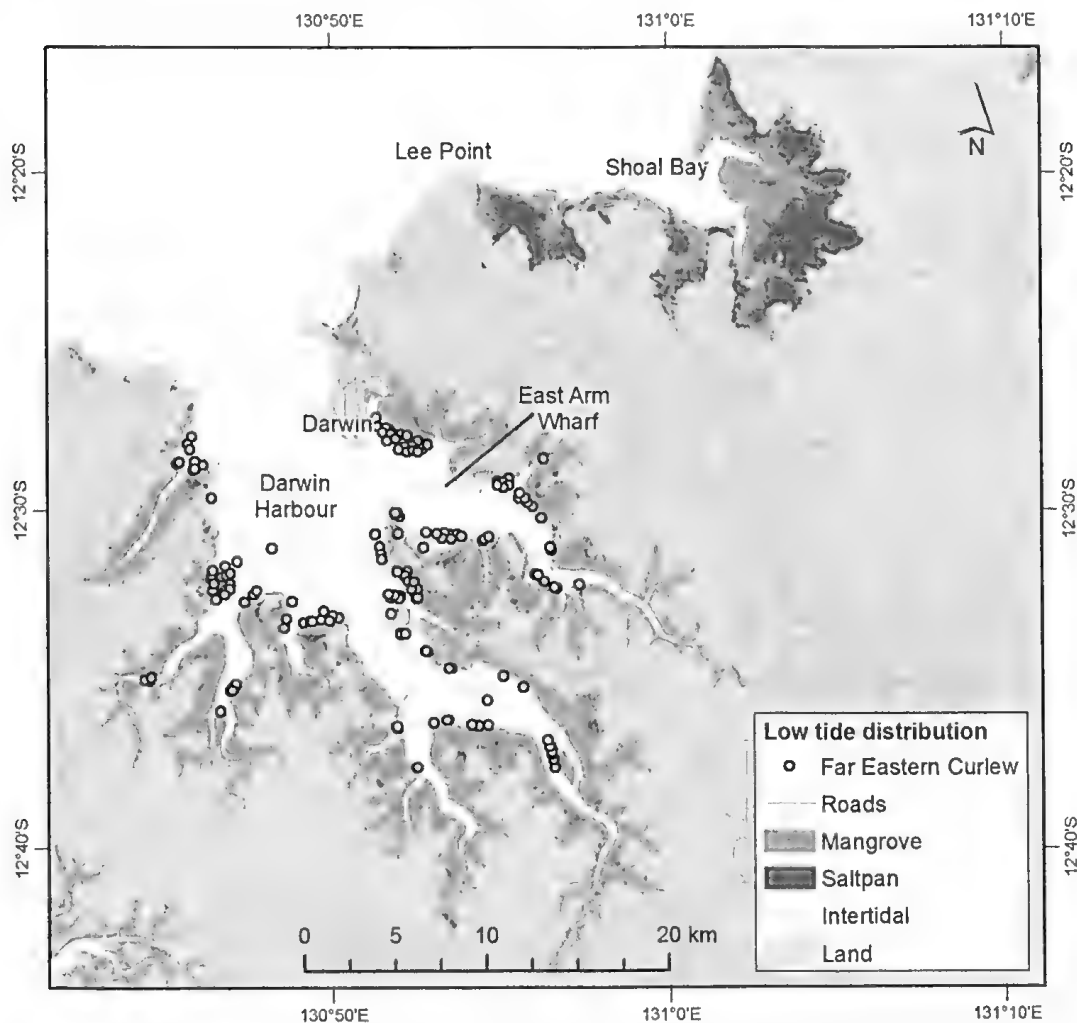 130°50'E
131°0'E
131°10'E
12°20'S
Lee Point
Shoal Bay
N
12°20'S
East Arm
Wharf
Darwin
Darwin
Harbour
12°30'S
12°30'S
Low tide distribution
Far Eastern Curlew
Roads
Mangrove
Saltpan
Intertidal
Land
12°40'S
12°40'S
0 5 10 20 km
130°50'E
131°0'E
131°10'E